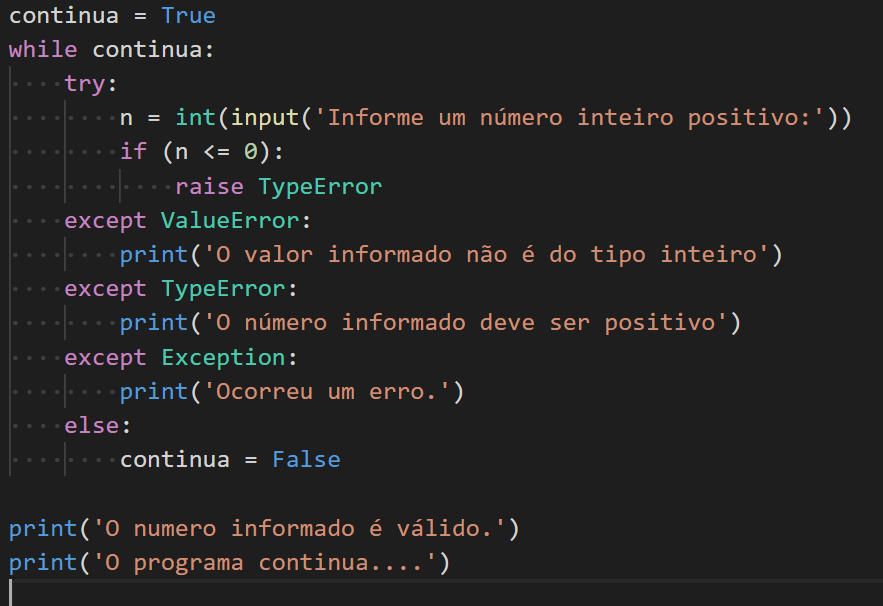 continua = True
while continua:
    try:
        n = int(input('Informe um número inteiro positivo:'))
        if (n <= 0):
            raise TypeError
    except ValueError:
        print('O valor informado não é do tipo inteiro')
    except TypeError:
        print('O número informado deve ser positivo')
    except Exception:
        print('Ocorreu um erro.')
    else:
        continua = False

print('O numero informado é válido.')
print('O programa continua....')